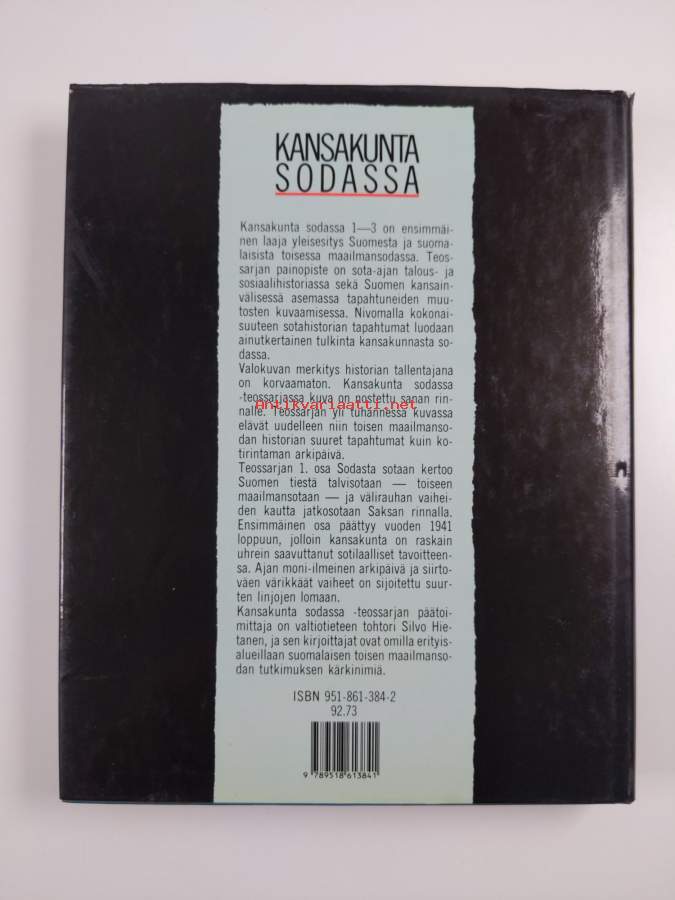 KANSAKUNTA
SODASSA
Kansakunta sodassa 1—3 on ensimmäi-
nen laaja yleisesitys Suomesta ja suoma-
laisista toisessa maailmansodassa. Teos-
sarjan painopiste on sota-ajan talous- ja
sosiaalihistoriassa sekä Suomen kansain-
välisessä asemassa tapahtuneiden muu-
tosten kuvaamisessa. Nivomalla kokonai-
suuteen sotahistorian tapahtumat luodaan
ainutkertainen tulkinta kansakunnasta so-
dassa.
Valokuvan merkitys historian tallentajana
on korvaamaton. Kansakunta sodassa
-teossarjassa kuva on nostettu sanan rin-
Antikvariaatti.net
nalle. Teossarjan yli tuhannessa kuvassa
elävät uudelleen niin toisen maailmanso-
dan historian suuret tapahtumat kuin ko-
tirintaman arkipäivä.
Teossarjan 1. osa Sodasta sotaan kertoo
Suomen tiestä talvisotaan — toiseen
maailmansotaan — ja välirauhan vaihei-
den kautta jatkosotaan Saksan rinnalla.
Ensimmäinen osa päättyy vuoden 1941
loppuun, jolloin kansakunta on raskain
uhrein saavuttanut sotilaalliset tavoitteen-
sa. Ajan moni-ilmeinen arkipäivä ja siirto-
väen värikkäät vaiheet on sijoitettu suur-
ten linjojen lomaan.
Kansakunta sodassa -teossarjan päätoi-
mittaja on valtiotieteen tohtori Silvo Hie-
tanen, ja sen kirjoittajat ovat omilla erityis-
alueillaan suomalaisen toisen maailmanso-
dan tutkimuksen kärkinimiä.
ISBN 951-861-384-2
92.73
9 789518 613841